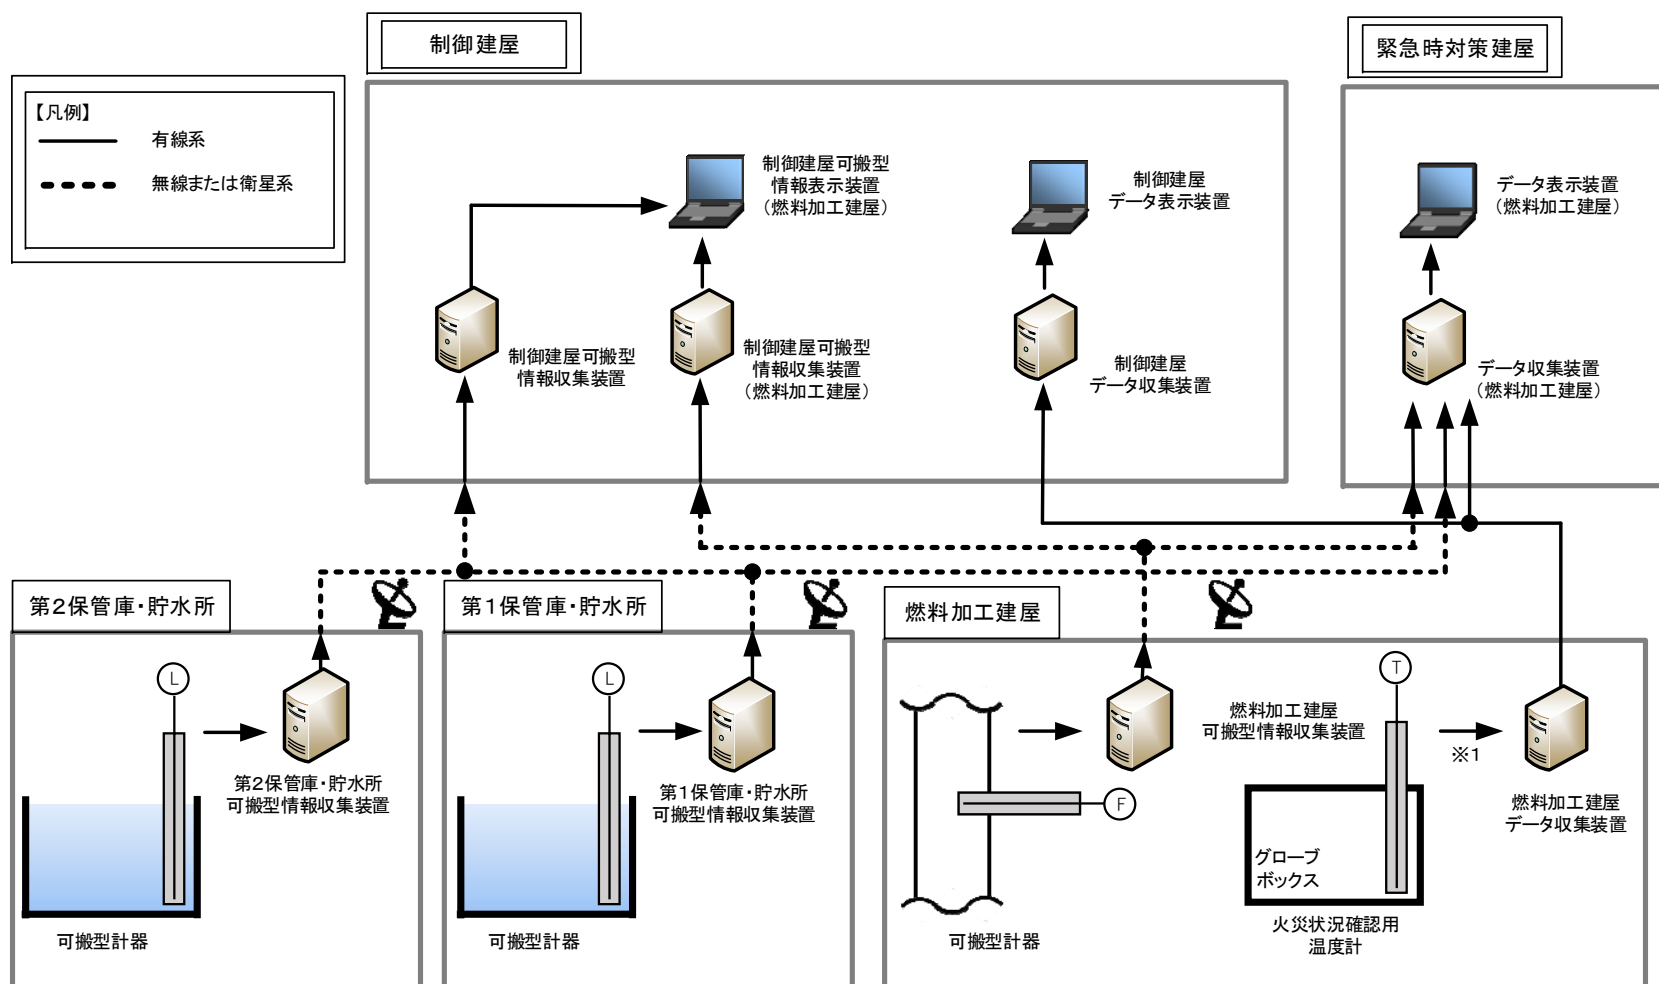 制御建屋
緊急時対策建屋
【凡例】
有線系
無線または衛星系
制御建屋可搬型
情報表示装置
（燃料加工建屋）
制御建屋
データ表示装置
データ表示装置
（燃料加工建屋）
制御建屋可搬型
情報収集装置
制御建屋可搬型
情報収集装置
（燃料加工建屋）
制御建屋
データ収集装置
データ収集装置
（燃料加工建屋）
第2保管庫・貯水所
第1保管庫・貯水所
燃料加工建屋
L
第2保管庫・貯水所
可搬型情報収集装置
可搬型計器
L
第1保管庫・貯水所
可搬型情報収集装置
可搬型計器
燃料加工建屋
可搬型情報収集装置
F
可搬型計器
T
※1
グローブ
ボックス
火災状況確認用
温度計
燃料加工建屋
データ収集装置